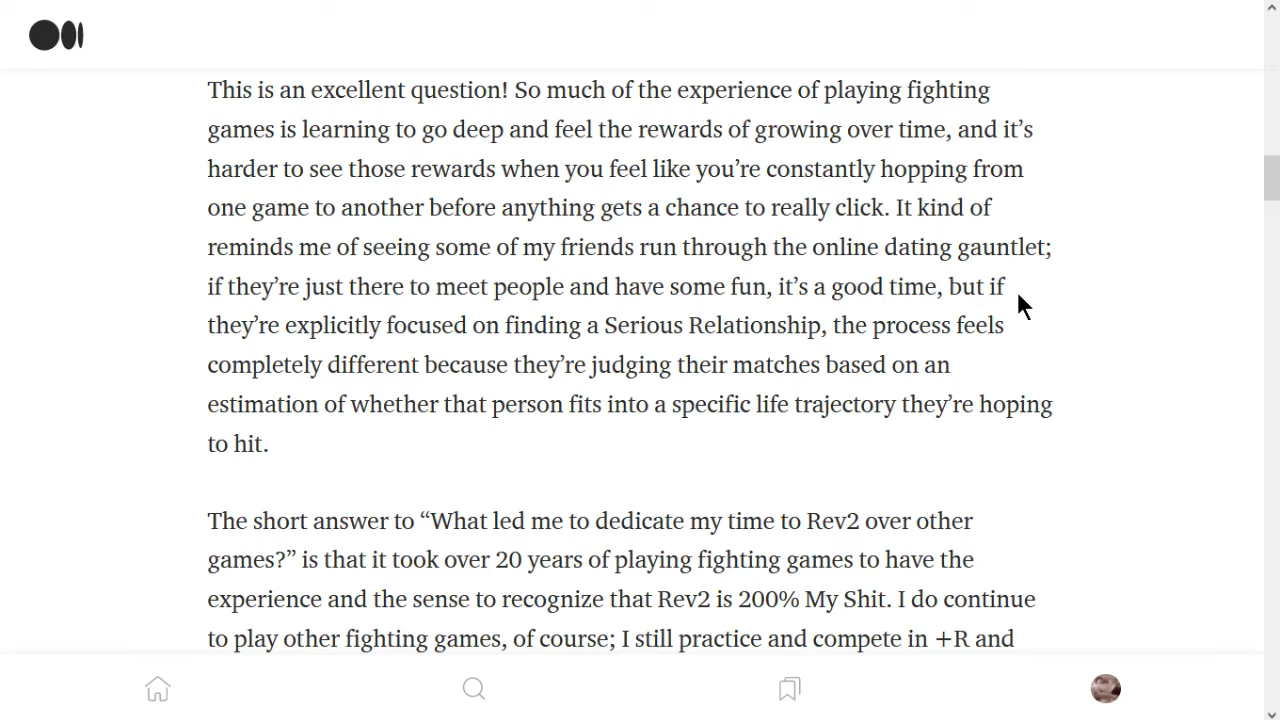 This is an excellent question! So much of the experience of playing fighting
games is learning to go deep and feel the rewards of growing over time, and it’s
harder to see those rewards when you feel like you’re constantly hopping from
one game to another before anything gets a chance to really click. It kind of
reminds me of seeing some of my friends run through the online dating gauntlet;
if they’re just there to meet people and have some fun, it’s a good time, but if
they’re explicitly focused on finding a Serious Relationship, the process feels
completely different because they’re judging their matches based on an
estimation of whether that person fits into a specific life trajectory they’re hoping
to hit.
The short answer to “What led me to dedicate my time to Rev2 over other
games?” is that it took over 20 years of playing fighting games to have the
experience and the sense to recognize that Rev2 is 200% My Shit. I do continue
to play other fighting games, of course; I still practice and compete in +R and